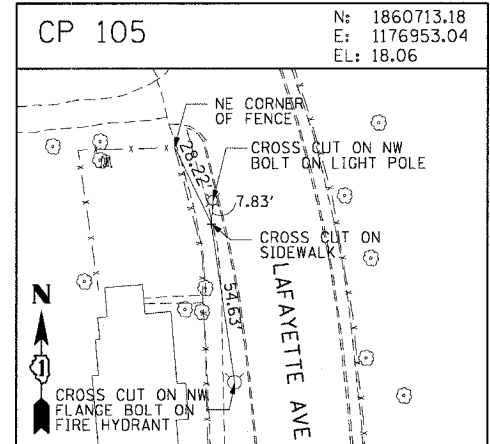 CP 105
N: 1860713.18
E: 1176953.04
EL: 18.06
NE CORNER
OF FENCE
28.22'
CROSS CUT ON NW
BOLT ON LIGHT POLE
7.83'
CROSS CUT ON
SIDEWALK
54.63'
LAFAYETTE AVE
N
1
CROSS CUT ON NW
FLANGE BOLT ON
FIRE HYDRANT